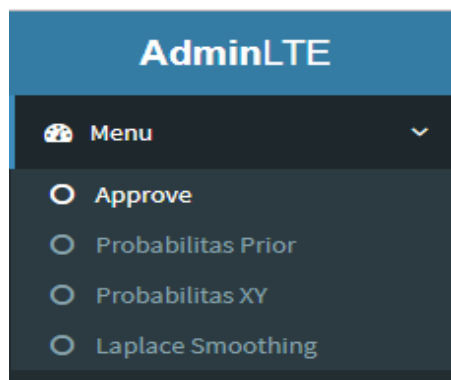 AdminLTE
Menu
Approve
Probabilitas Prior
Probabilitas XY
Laplace Smoothing